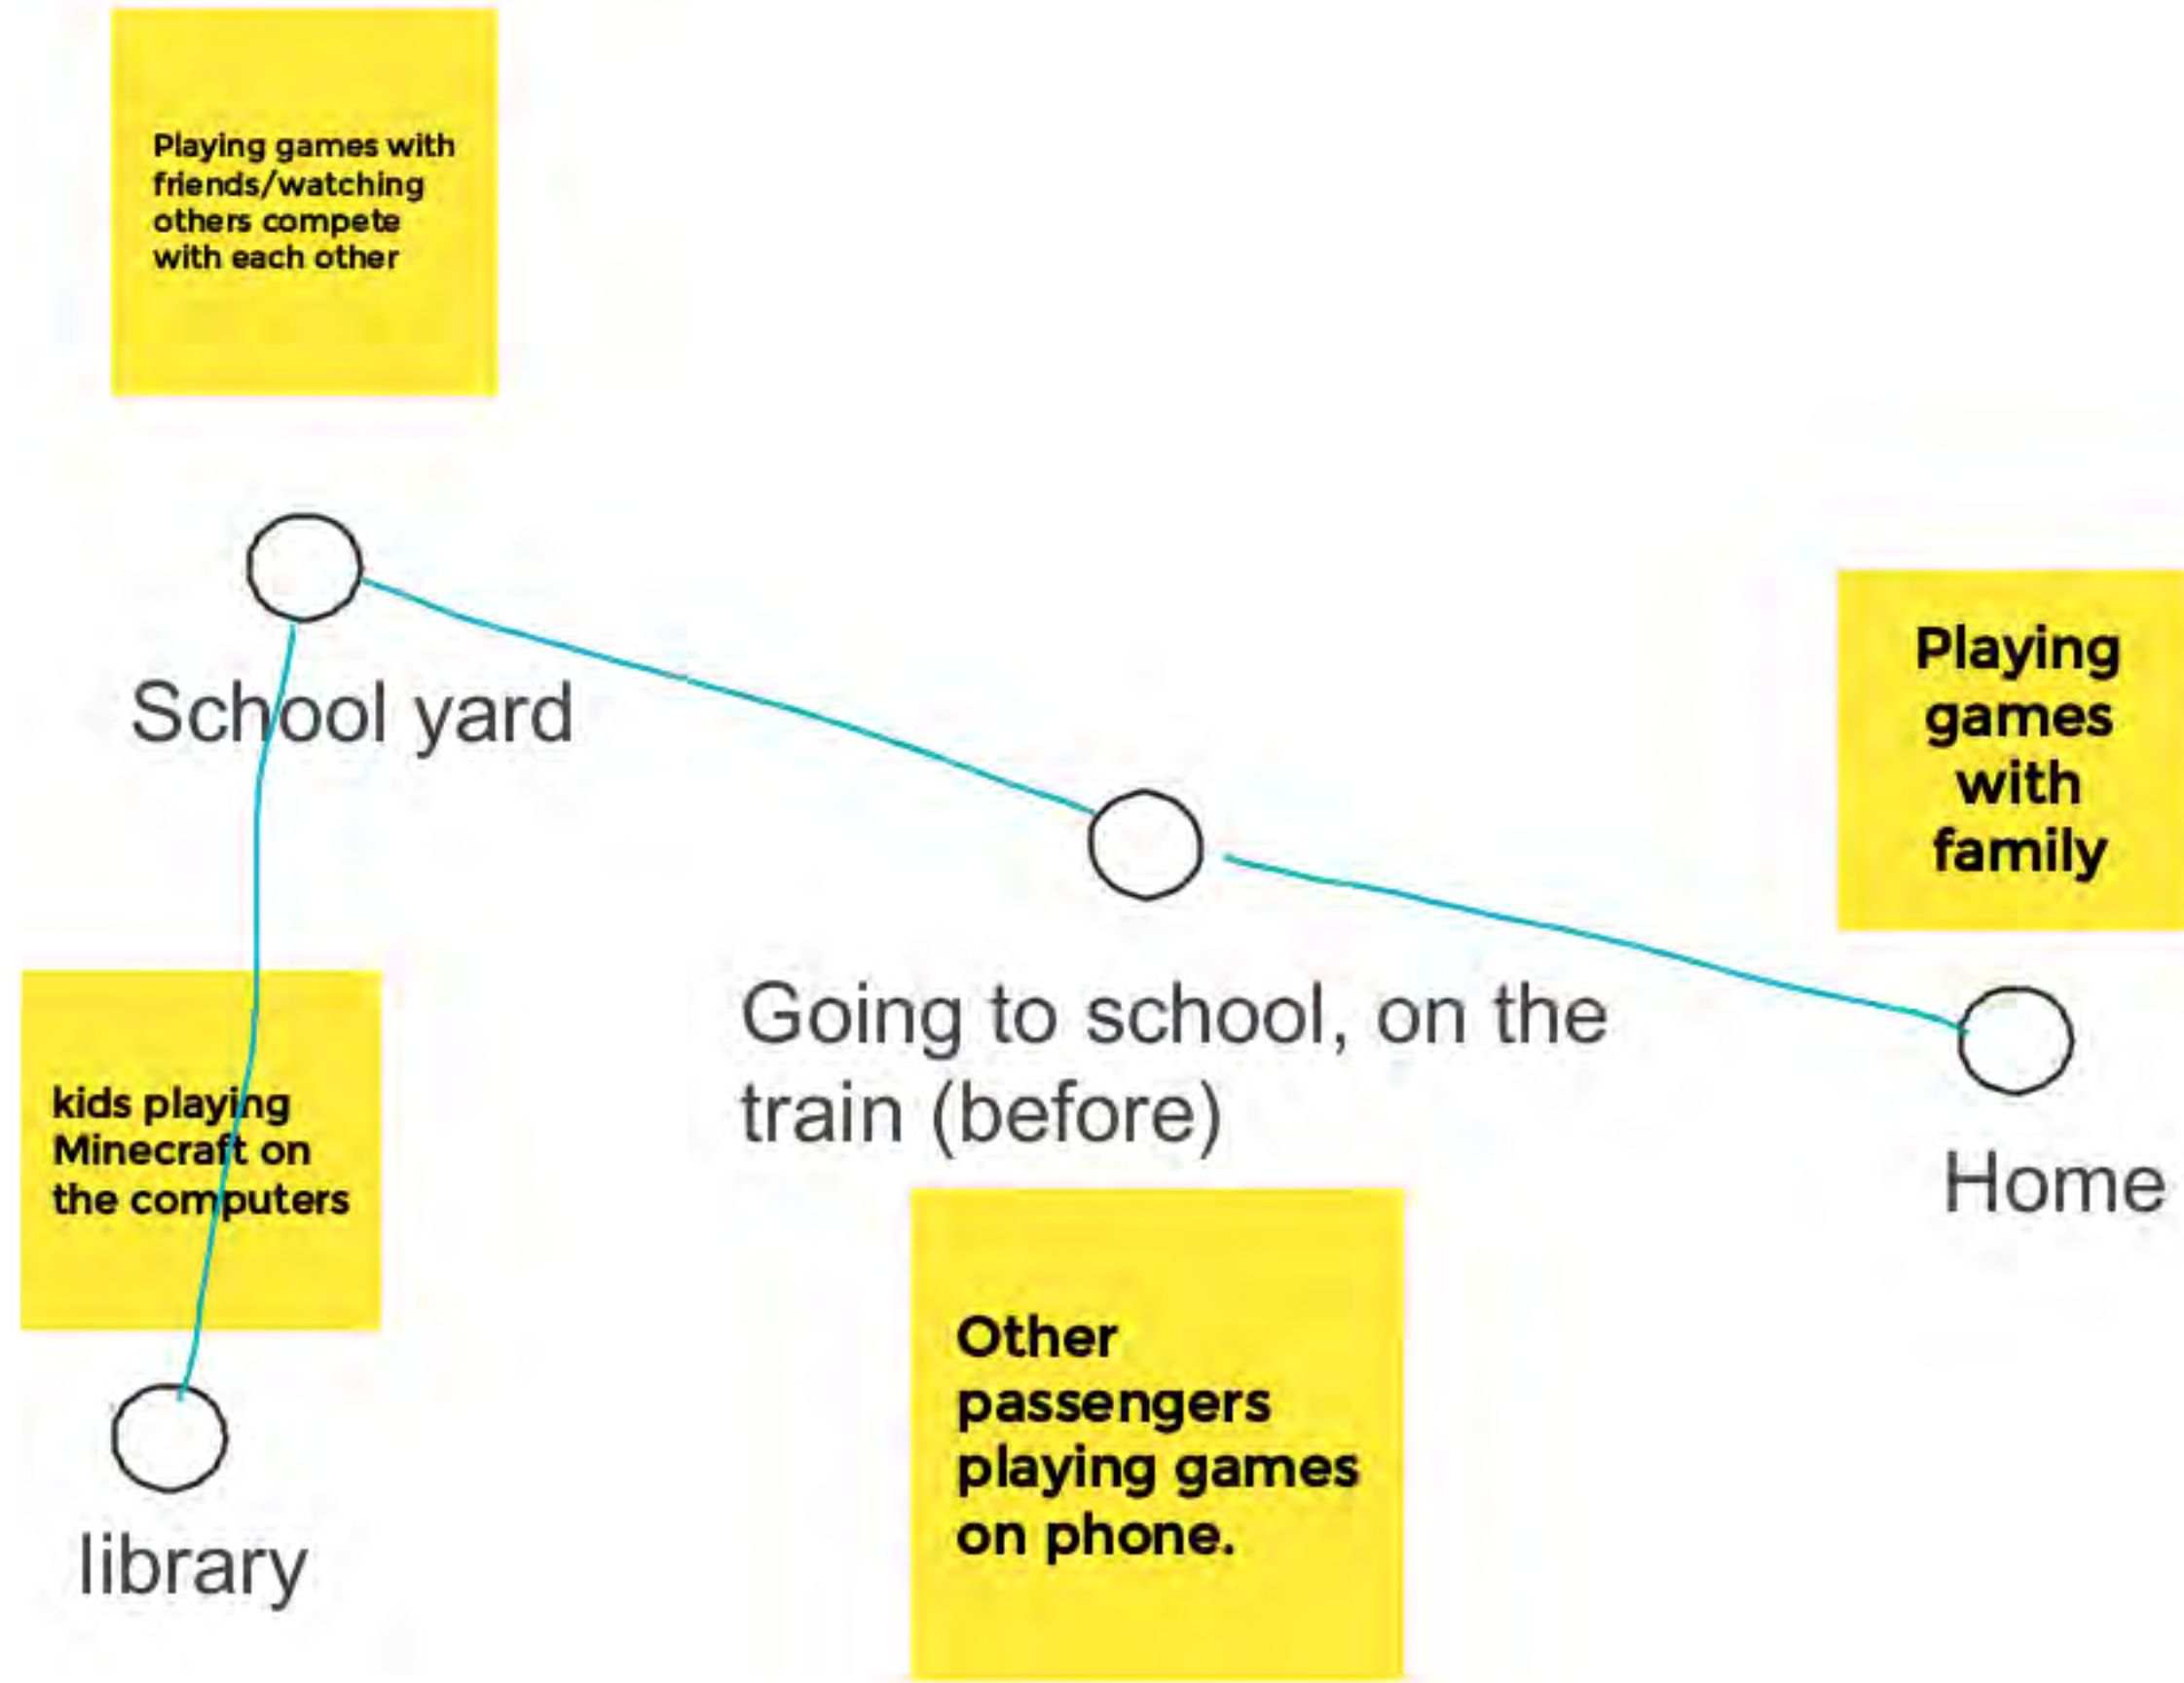 Playing games with
friends/watching
others compete
with each other
School yard
Playing
games
with
family
kids playing
Minecraft on
the computers
Going to school, on the
train (before)
Home
Other
passengers
playing games
on phone.
library